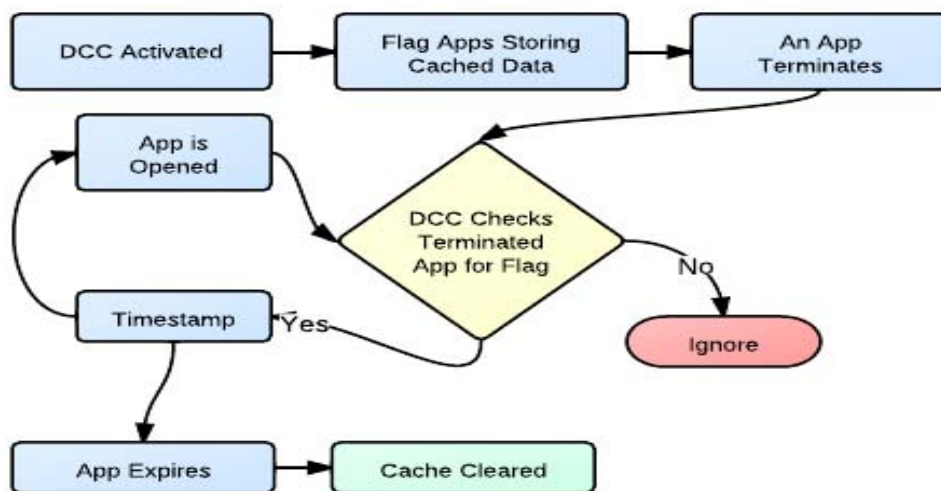 DCC Activated
Flag Apps Storing
Cached Data
An App
Terminates
App is
Opened
DCC Checks
Terminated
App for Flag
No
Timestamp
Yes
Ignore
App Expires
Cache Cleared